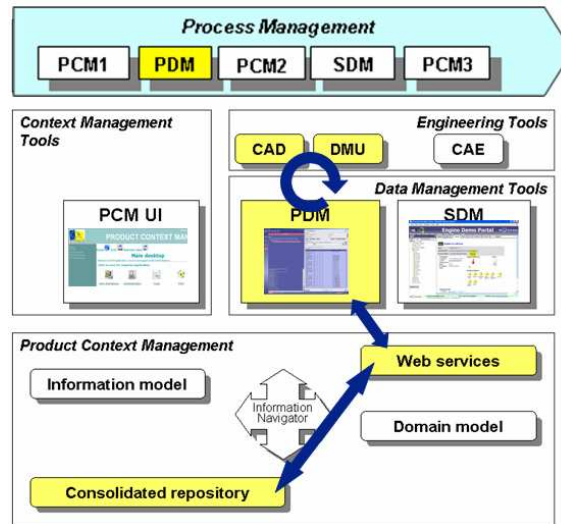 Process Management
PCM1
PDM
PCM2
SDM
PCM3
Context Management
Tools
PCM UI
PRODUCT CONTEXT MAN
Main desktop
Engineering Tools
CAD
DMU
CAE
Data Management Tools
PDM
SDM
Engine Demo Portal
Product Context Management
Information model
Information
Navigator
Web services
Domain model
Consolidated repository